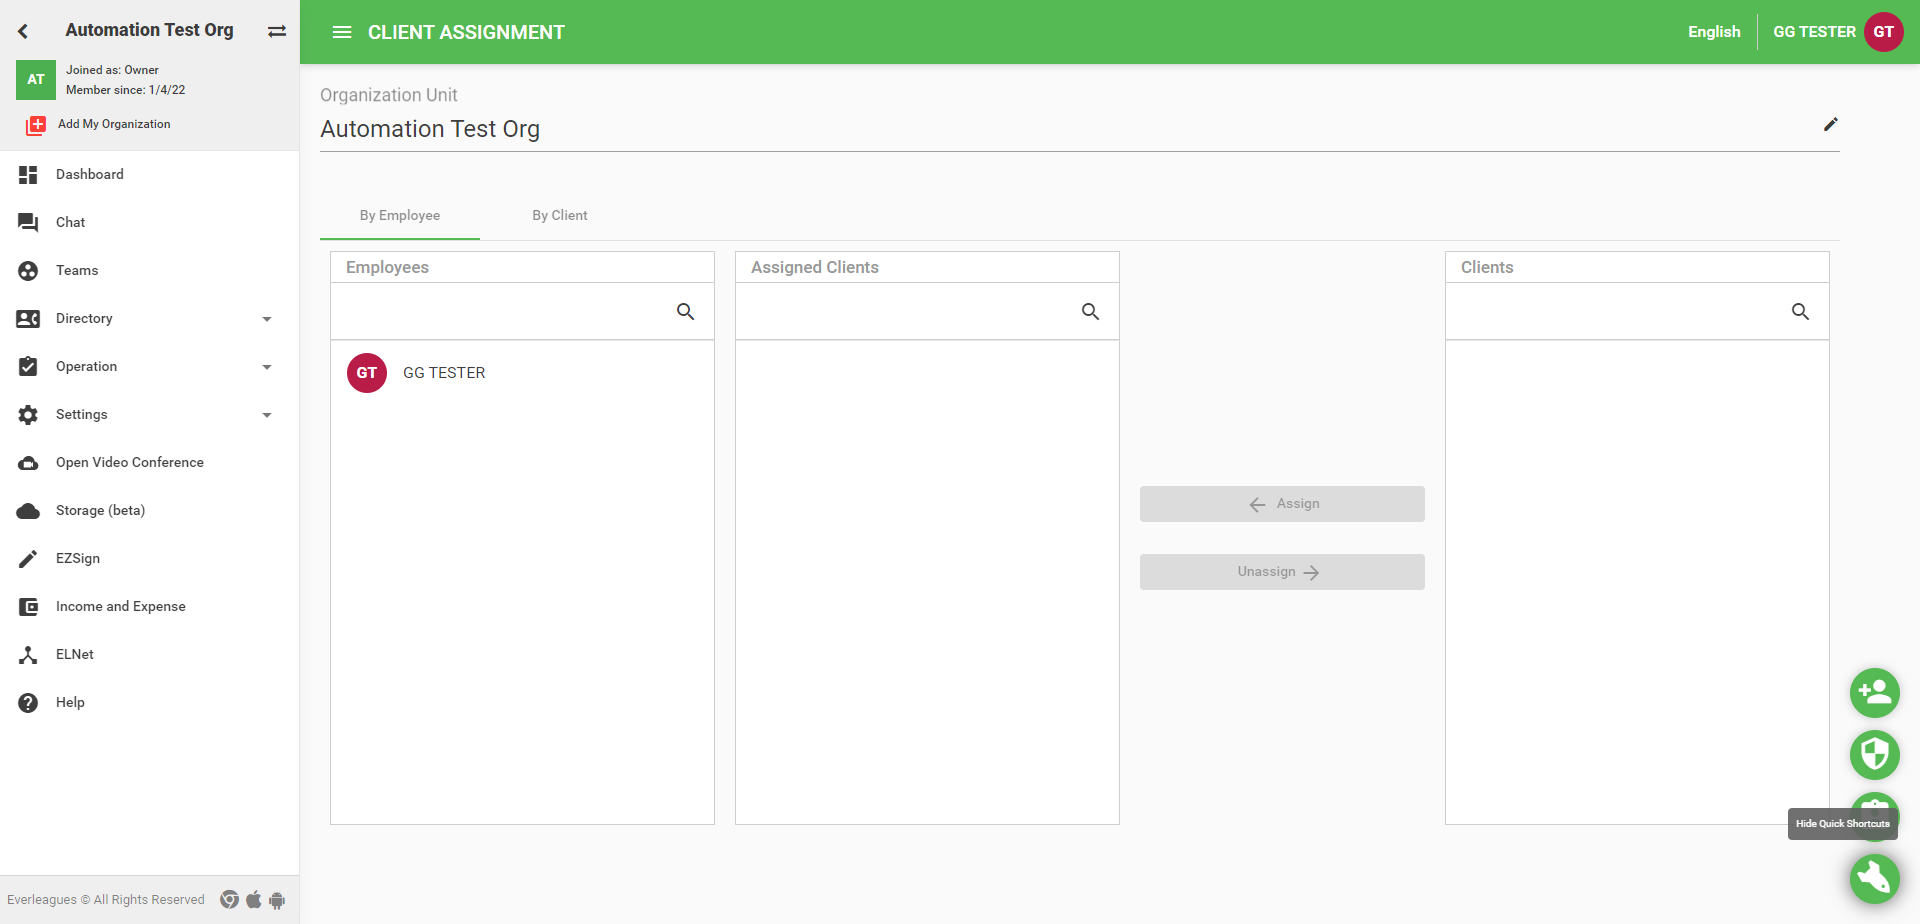 Automation Test Org
AT
Joined as: Owner
Member since: 1/4/22
Add My Organization
Dashboard
Chat
Teams
Directory
Operation
Settings
Open Video Conference
Storage (beta)
EZSign
Income and Expense
ELNet
Help
Everleagues © All Rights Reserved
CLIENT ASSIGNMENT
English
GG TESTER
GT
Organization Unit
Automation Test Org
By Employee
By Client
Employees
GT
GG TESTER
Assigned Clients
Assign
Unassign
Clients
Hide Quick Shortcuts